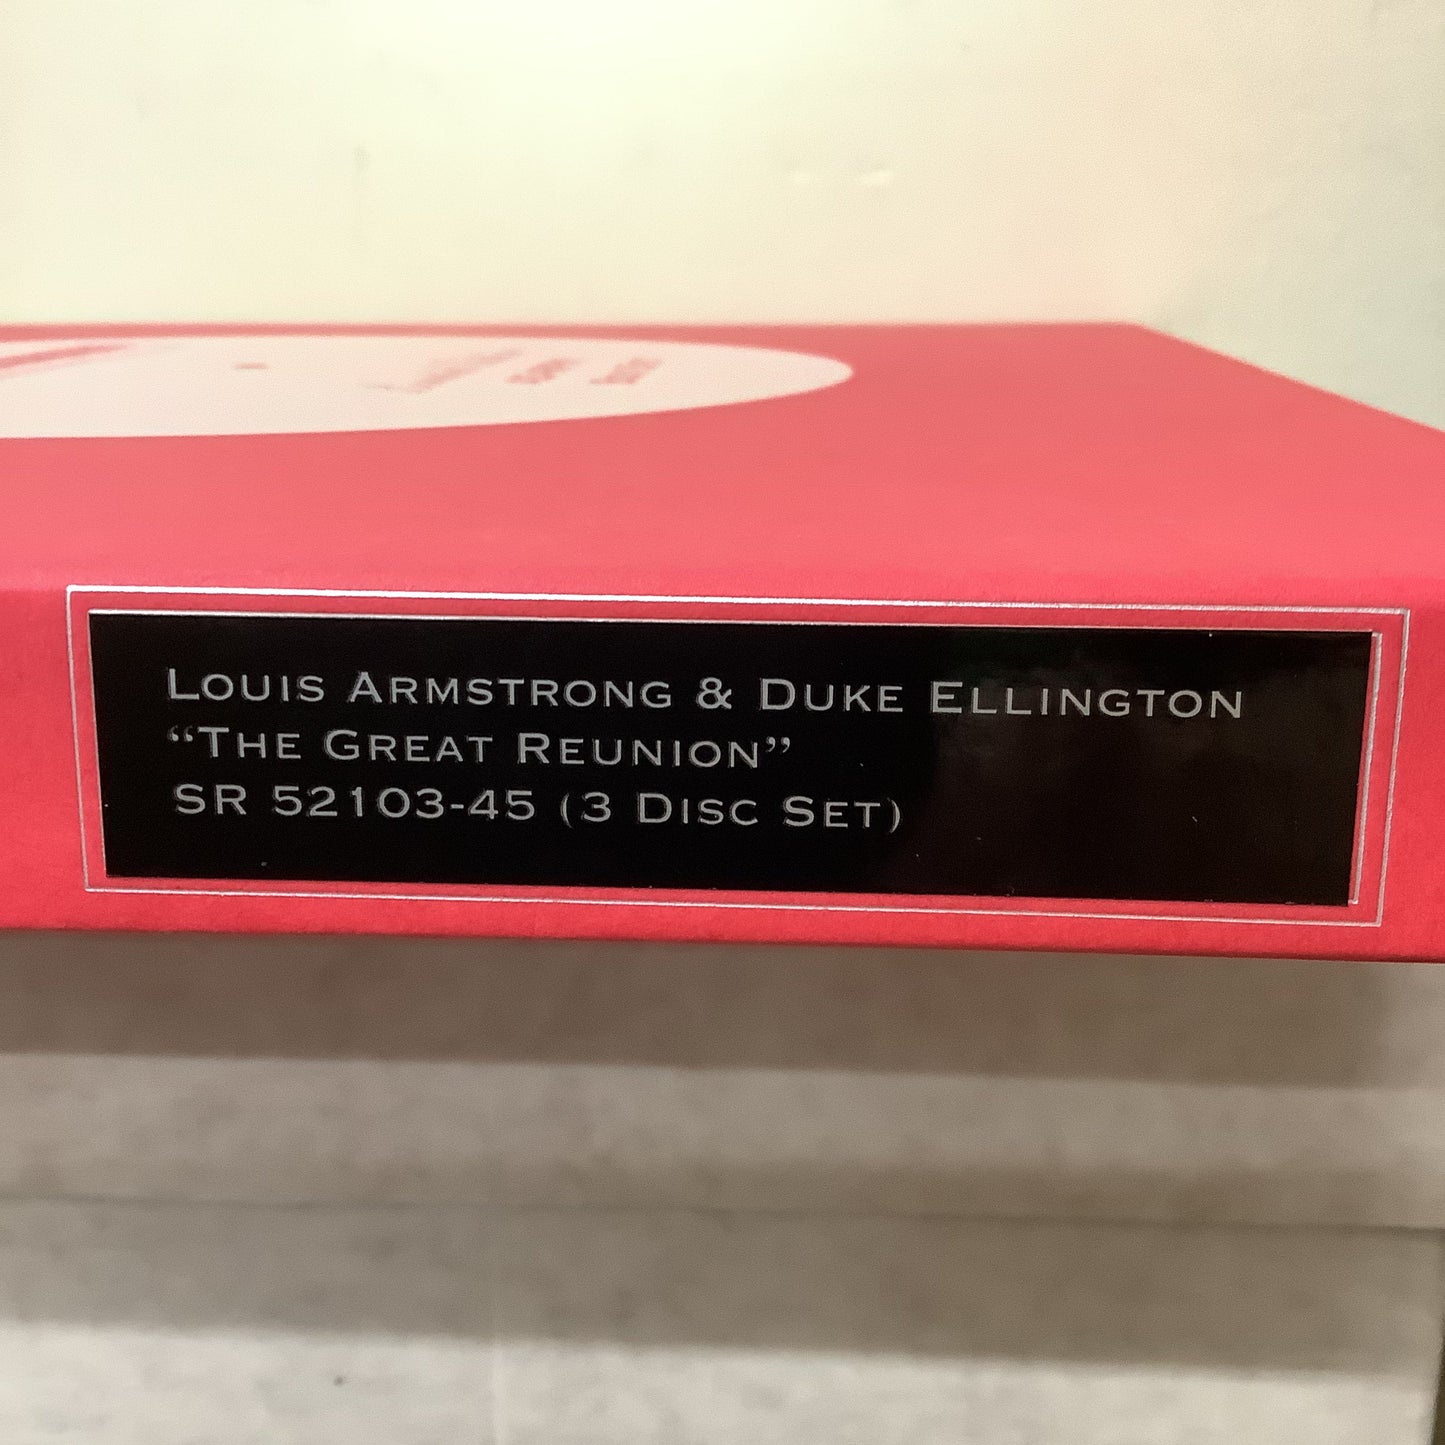 LOUIS ARMSTRONG & DUKE ELLINGTON
“THE GREAT REUNION”
SR 52103-45 (3 DISC SET)